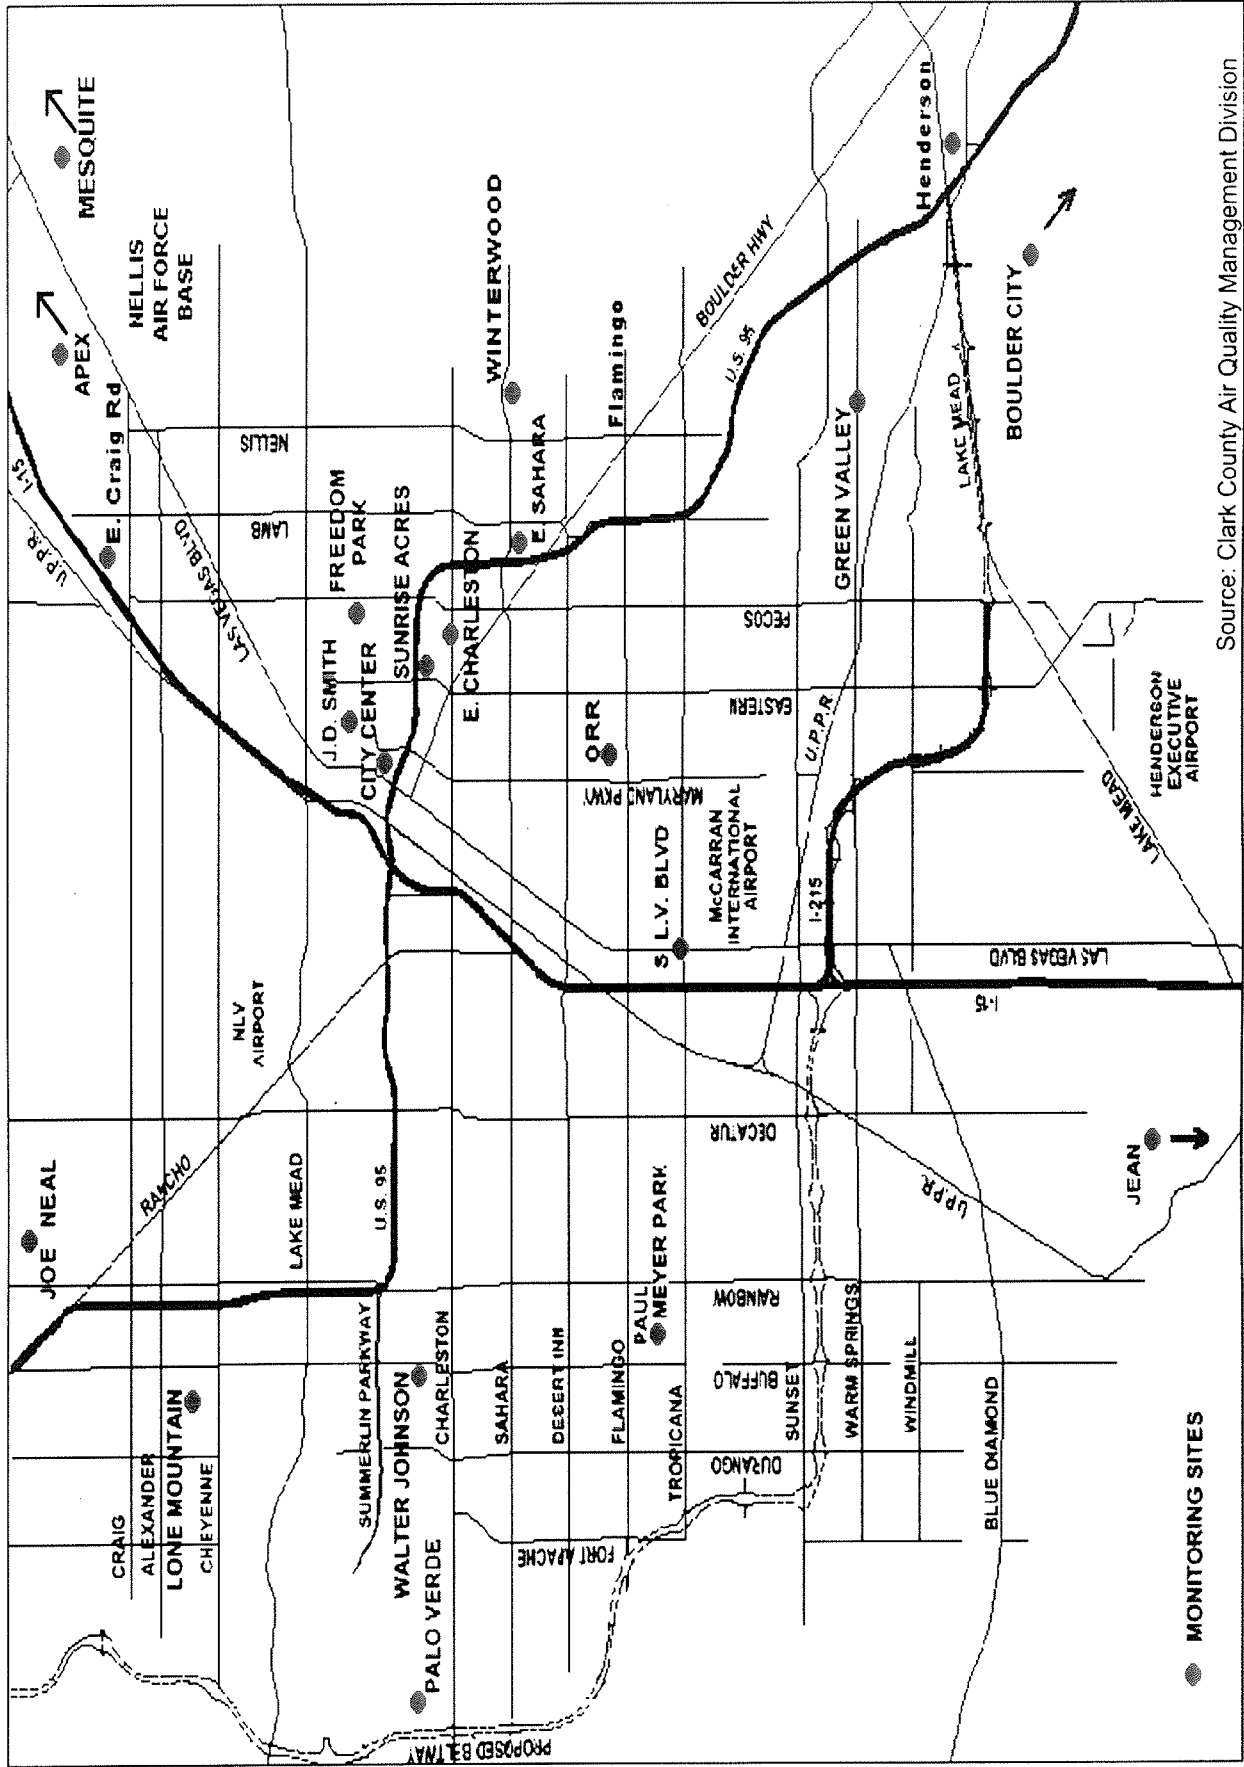 JOE NEAL
CRAIG
ALEXANDER
LONE MOUNTAIN
CHEYENNE
RANCHO
NLV
AIRPORT
LAKE MEAD
U.S. 95
SUMMERLIN PARKWAY
WALTER JOHNSON
PALO VERDE
CHARLESTON
SAHARA
DESERT INN
FLAMINGO
PAUL
MEYER PARK
TROPICANA
SUNSET
WARM SPRINGS
WINDMILL
BLUE DIAMOND
PROPOSED BELTWAY
FORT APACHE
DURANGO
BUFFALO
RAINBOW
DECATUR
U.P.P.R.
JEAN
I-15
U.P.P.R.
E. Craig Rd
APEX
MESQUITE
NELLIS
AIR FORCE
BASE
LAS VEGAS BLVD
NELLIS
LAMB
FREEDOM
PARK
SUNRISE ACRES
J.D. SMITH
CITY CENTER
E. CHARLESTON
E. SAHARA
WINTERWOOD
Flamingo
BOULDER HWY
U.S. 95
ORR
PECOS
EASTERN
MARYLAND PKWY
S L.V. BLVD
McCARRAN
INTERNATIONAL
AIRPORT
U.P.P.R.
I-215
LAS VEGAS BLVD
I-15
GREEN VALLEY
Henderson
LAKE MEAD
BOULDER CITY
LAKE MEAD
HENDERSON
EXECUTIVE
AIRPORT
MONITORING SITES
Source: Clark County Air Quality Management Division